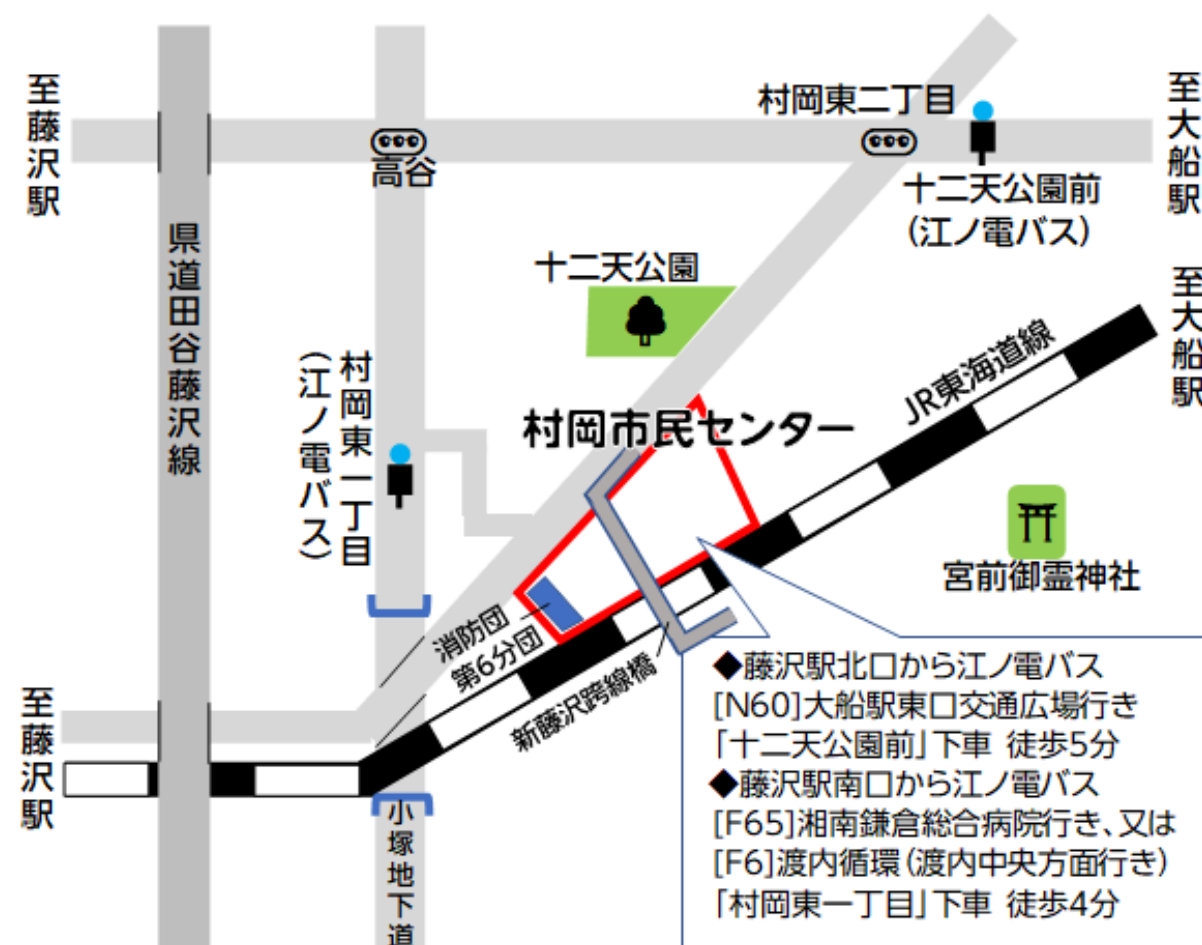 至藤沢駅
村岡東二丁目
至大船駅
高谷
十二天公園前
(江ノ電バス)
県道田谷藤沢線
十二天公園
至大船駅
JR東海道線
村岡東一丁目
(江ノ電バス)
村岡市民センター
宮前御霊神社
消防団
第6分団
新藤沢跨線橋
至藤沢駅
小塚地下道
◆藤沢駅北口から江ノ電バス
[N60]大船駅東口交通広場行き
「十二天公園前」下車 徒歩5分
◆藤沢駅南口から江ノ電バス
[F65]湘南鎌倉総合病院行き、又は
[F6]渡内循環(渡内中央方面行き)
「村岡東一丁目」下車 徒歩4分